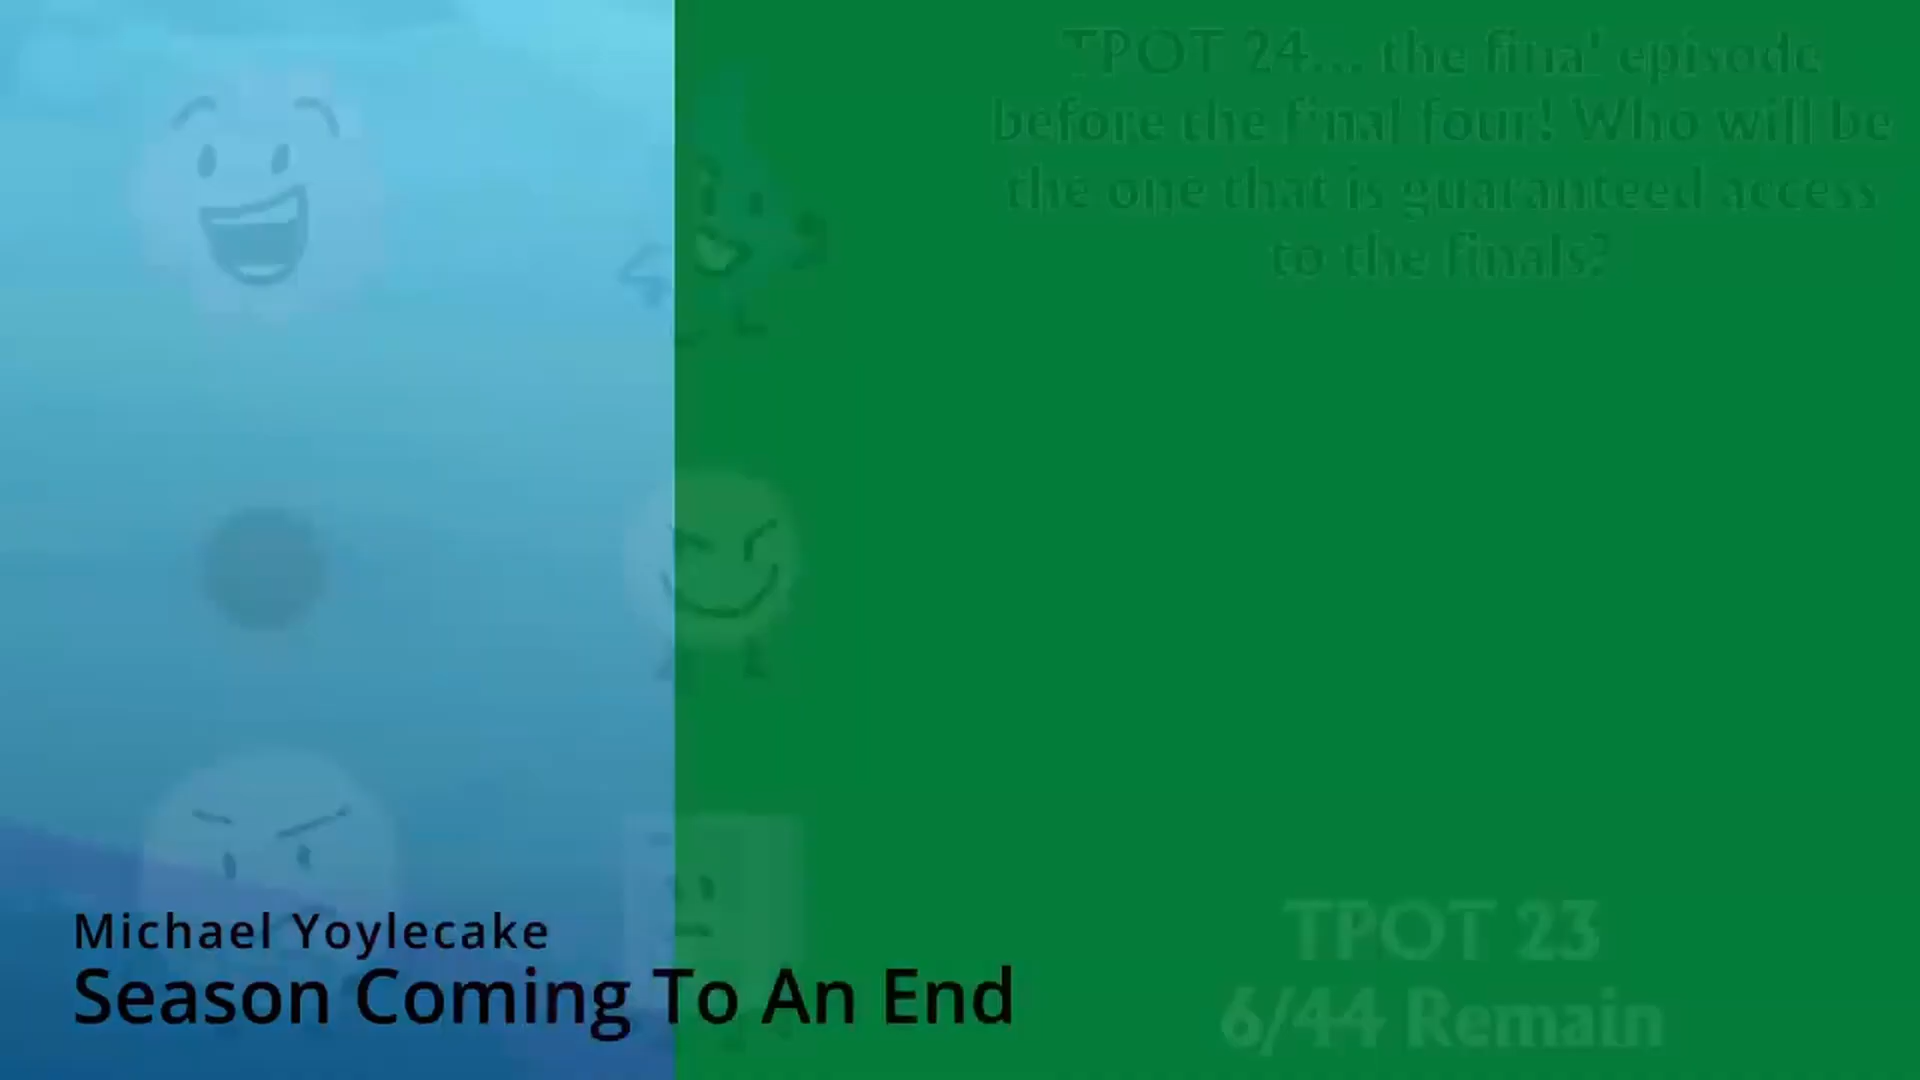 TPOT 24... the final episode
before the final four! Who will be
the one that is guaranteed access
to the finals?
Michael Yoylecake
Season Coming To An End
TPOT 23
6/44 Remain